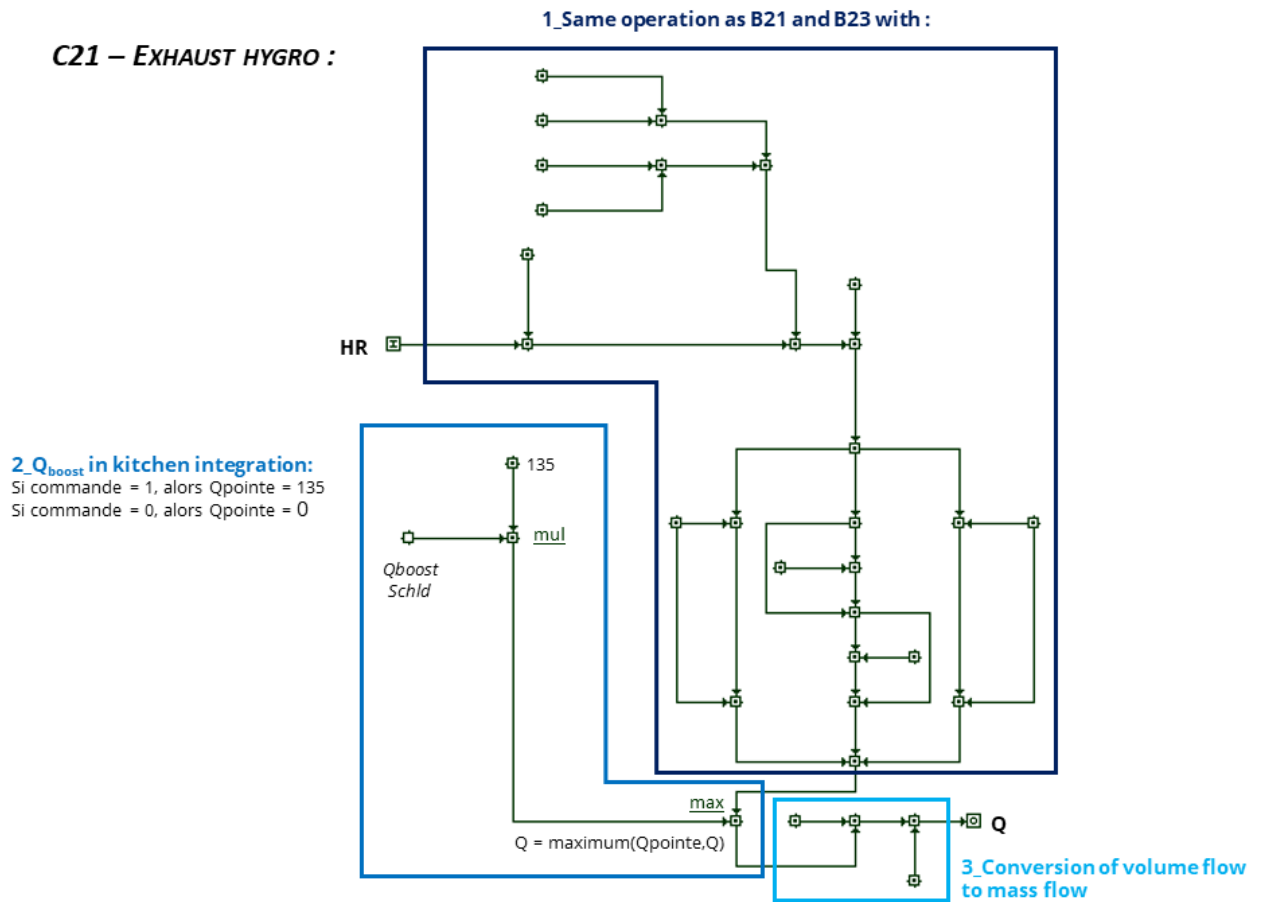 1_Same operation as B21 and B23 with :
C21 – EXHAUST HYGRO :
HR
2_Qboost in kitchen integration:
Si commande = 1, alors Qpointe = 135
Si commande = 0, alors Qpointe = 0
135
mul
Qboost
Schld
max
Q = maximum(Qpointe,Q)
Q
3_Conversion of volume flow
to mass flow